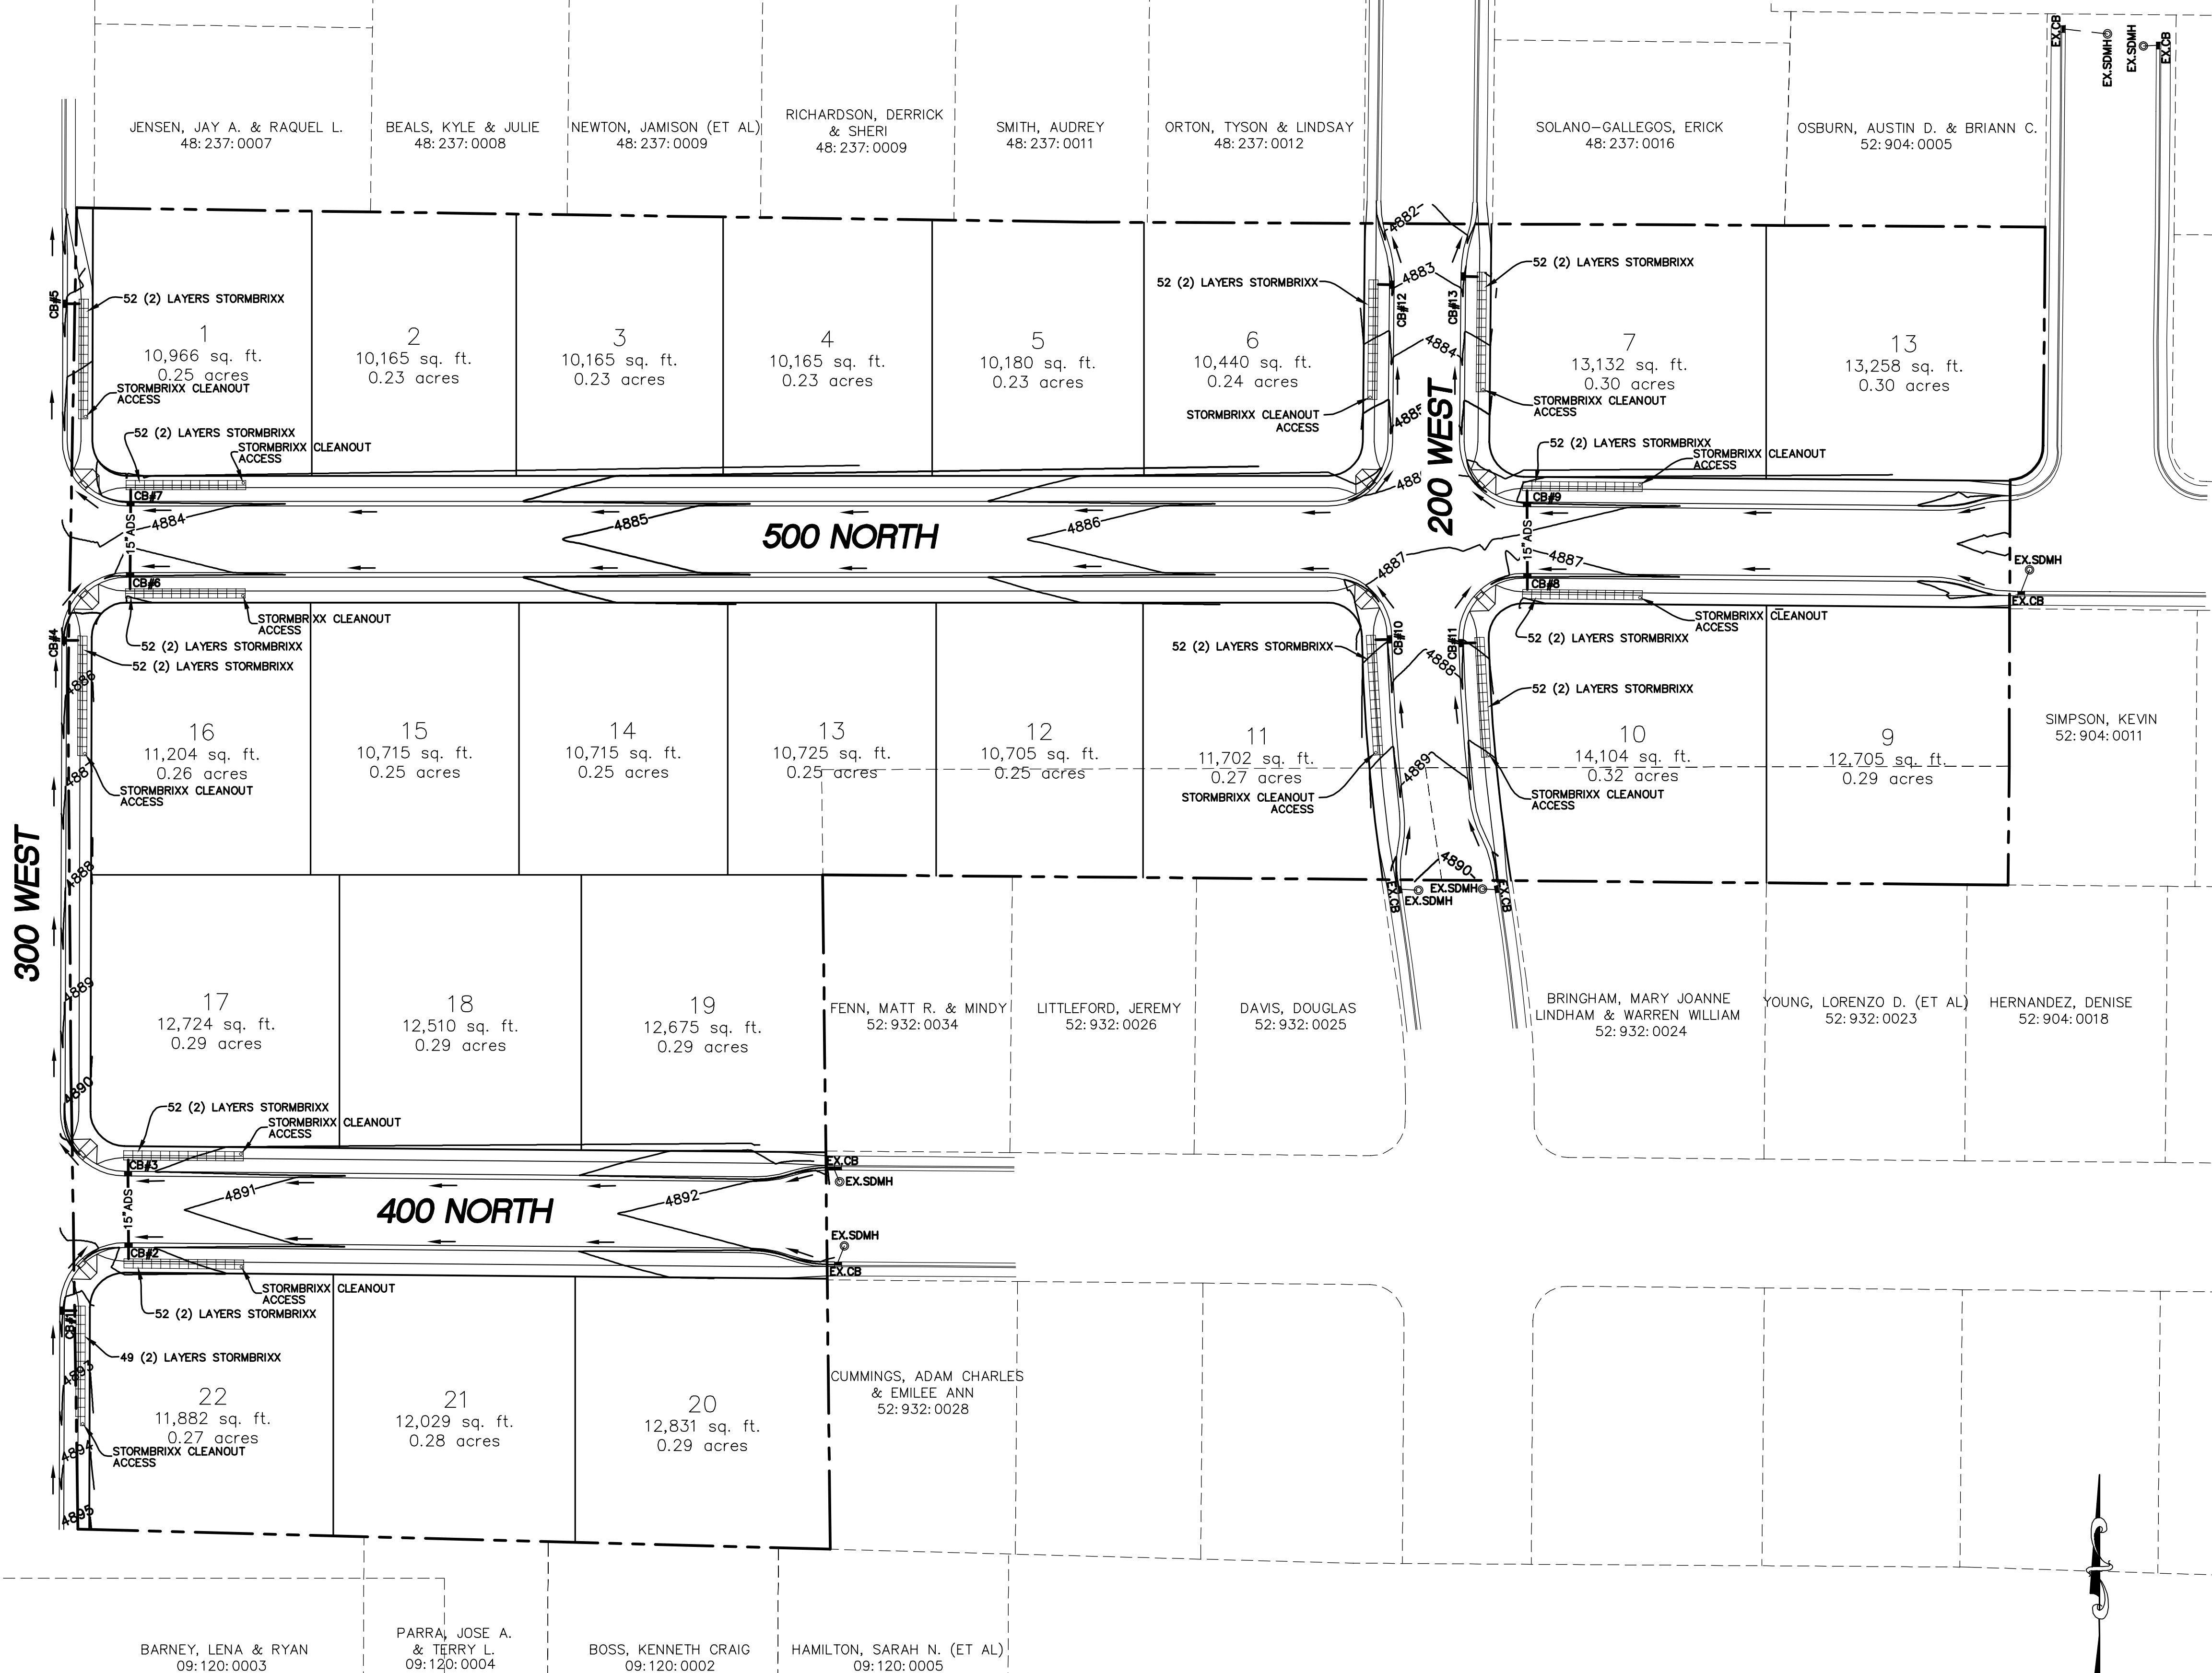 EX.CB
EX.SDMH
EX.SDMH
EX.CB
JENSEN, JAY A. & RAQUEL L.
48:237:0007
BEALS, KYLE & JULIE
48:237:0008
NEWTON, JAMISON (ET AL)
48:237:0009
RICHARDSON, DERRICK
& SHERI
48:237:0009
SMITH, AUDREY
48:237:0011
ORTON, TYSON & LINDSAY
48:237:0012
SOLANO-GALLEGOS, ERICK
48:237:0016
OSBURN, AUSTIN D. & BRIANN C.
52:904:0005
4882
4883
4884
4885
CB#5
52 (2) LAYERS STORMBRIXX
1
10,966 sq. ft.
0.25 acres
STORMBRIXX CLEANOUT
ACCESS
2
10,165 sq. ft.
0.23 acres
3
10,165 sq. ft.
0.23 acres
4
10,165 sq. ft.
0.23 acres
5
10,180 sq. ft.
0.23 acres
52 (2) LAYERS STORMBRIXX
6
10,440 sq. ft.
0.24 acres
STORMBRIXX CLEANOUT
ACCESS
CB#12
CB#13
52 (2) LAYERS STORMBRIXX
7
13,132 sq. ft.
0.30 acres
STORMBRIXX CLEANOUT
ACCESS
13
13,258 sq. ft.
0.30 acres
200 WEST
52 (2) LAYERS STORMBRIXX
STORMBRIXX CLEANOUT
ACCESS
CB#7
15"ADS
4884
4885
500 NORTH
4886
CB#6
STORMBRIXX CLEANOUT
ACCESS
52 (2) LAYERS STORMBRIXX
52 (2) LAYERS STORMBRIXX
CB#4
52 (2) LAYERS STORMBRIXX
STORMBRIXX CLEANOUT
ACCESS
CB#9
15"ADS
4887
4887
CB#8
STORMBRIXX CLEANOUT
ACCESS
52 (2) LAYERS STORMBRIXX
EX.SDMH
EX.CB
4886
4887
4888
4889
4890
300 WEST
16
11,204 sq. ft.
0.26 acres
STORMBRIXX CLEANOUT
ACCESS
15
10,715 sq. ft.
0.25 acres
14
10,715 sq. ft.
0.25 acres
13
10,725 sq. ft.
0.25 acres
12
10,705 sq. ft.
0.25 acres
52 (2) LAYERS STORMBRIXX
11
11,702 sq. ft.
0.27 acres
STORMBRIXX CLEANOUT
ACCESS
CB#10
CB#11
4888
4889
4890
52 (2) LAYERS STORMBRIXX
10
14,104 sq. ft.
0.32 acres
STORMBRIXX CLEANOUT
ACCESS
9
12,705 sq. ft.
0.29 acres
SIMPSON, KEVIN
52:904:0011
EX.CB
EX.SDMH
EX.SDMH
EX.CB
17
12,724 sq. ft.
0.29 acres
18
12,510 sq. ft.
0.29 acres
19
12,675 sq. ft.
0.29 acres
FENN, MATT R. & MINDY
52:932:0034
LITTLEFORD, JEREMY
52:932:0026
DAVIS, DOUGLAS
52:932:0025
BRINGHAM, MARY JOANNE
LINDHAM & WARREN WILLIAM
52:932:0024
YOUNG, LORENZO D. (ET AL)
52:932:0023
HERNANDEZ, DENISE
52:904:0018
52 (2) LAYERS STORMBRIXX
STORMBRIXX CLEANOUT
ACCESS
CB#3
15"ADS
4891
400 NORTH
4892
EX.CB
EX.SDMH
EX.SDMH
EX.CB
CB#2
STORMBRIXX CLEANOUT
ACCESS
52 (2) LAYERS STORMBRIXX
CB#1
49 (2) LAYERS STORMBRIXX
4893
4894
4895
22
11,882 sq. ft.
0.27 acres
STORMBRIXX CLEANOUT
ACCESS
21
12,029 sq. ft.
0.28 acres
20
12,831 sq. ft.
0.29 acres
CUMMINGS, ADAM CHARLES
& EMILEE ANN
52:932:0028
BARNEY, LENA & RYAN
09:120:0003
PARRA, JOSE A.
& TERRY L.
09:120:0004
BOSS, KENNETH CRAIG
09:120:0002
HAMILTON, SARAH N. (ET AL)
09:120:0005